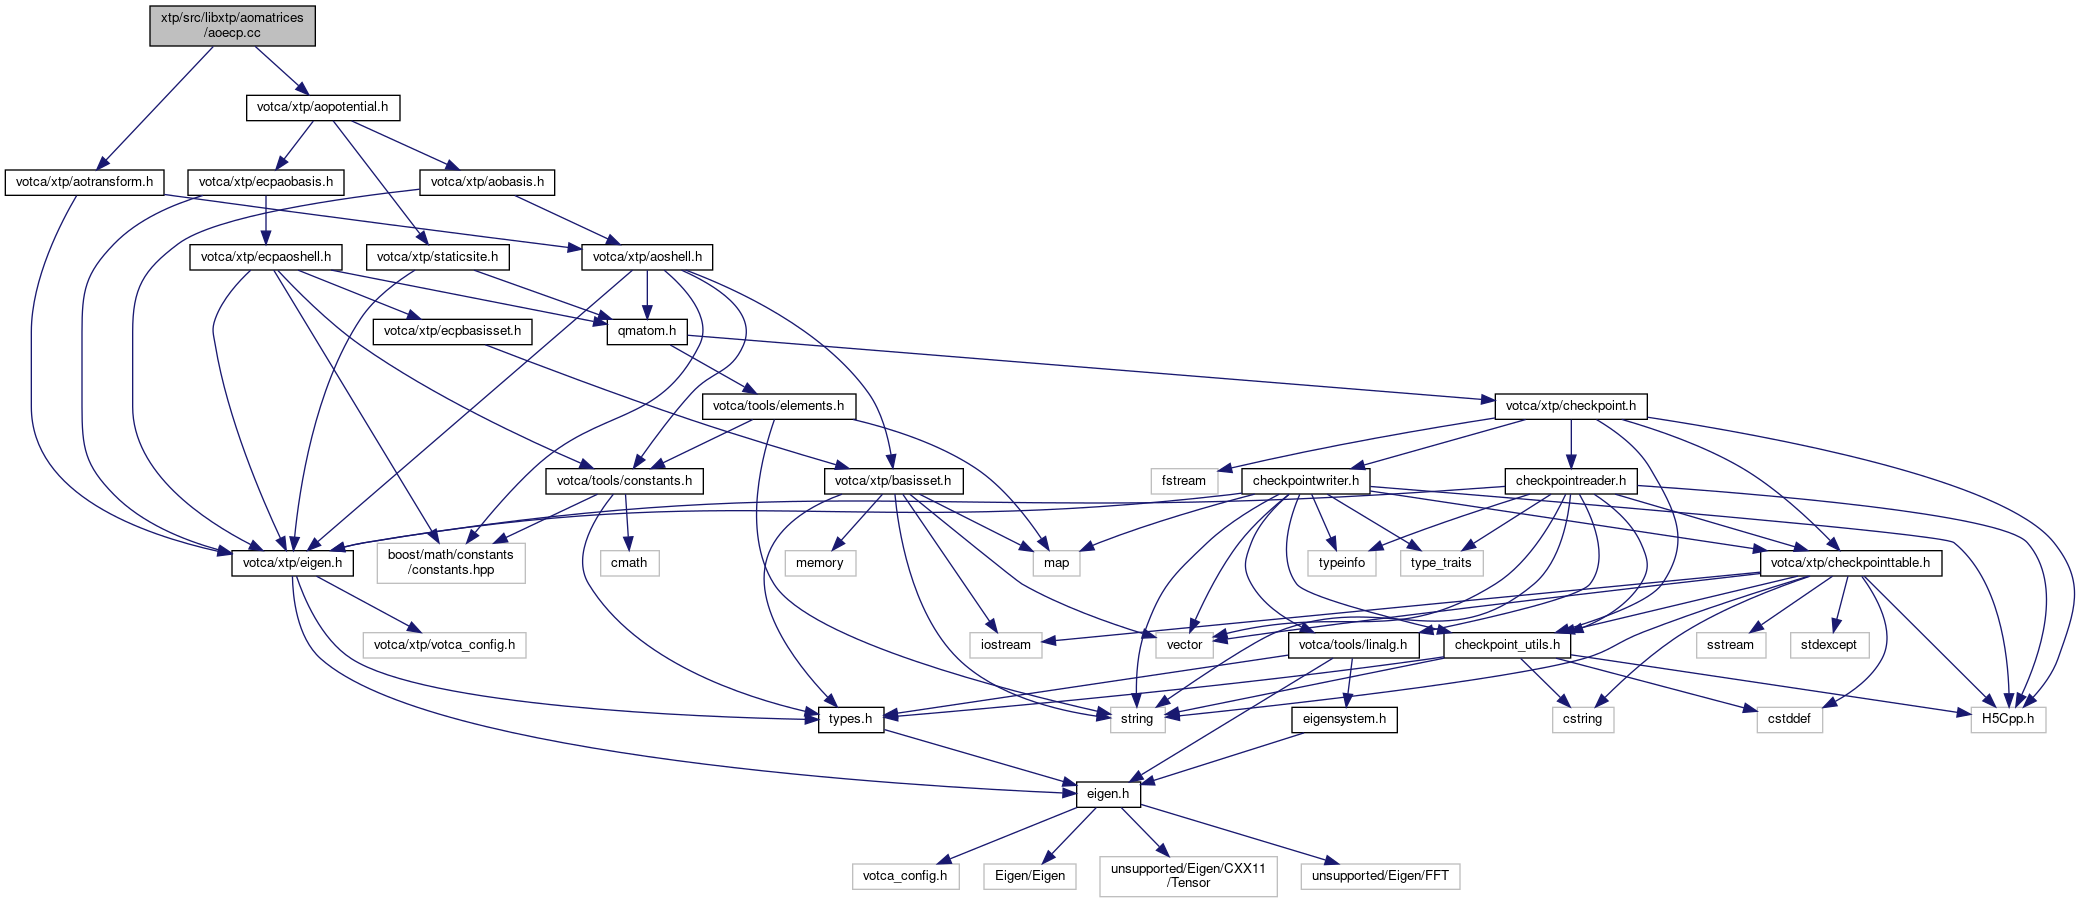 xtp/src/libxtp/aomatrices
/aoecp.cc
votca/xtp/aopotential.h
votca/xtp/aotransform.h
votca/xtp/ecpaobasis.h
votca/xtp/aobasis.h
votca/xtp/ecpaoshell.h
votca/xtp/staticsite.h
votca/xtp/aoshell.h
votca/xtp/ecpbasisset.h
qmatom.h
votca/tools/elements.h
votca/xtp/checkpoint.h
votca/tools/constants.h
votca/xtp/basisset.h
fstream
checkpointwriter.h
checkpointreader.h
votca/xtp/eigen.h
boost/math/constants
/constants.hpp
cmath
memory
map
typeinfo
type_traits
votca/xtp/checkpointtable.h
votca/xtp/votca_config.h
iostream
vector
votca/tools/linalg.h
checkpoint_utils.h
sstream
stdexcept
types.h
string
eigensystem.h
cstring
cstddef
H5Cpp.h
eigen.h
votca_config.h
Eigen/Eigen
unsupported/Eigen/CXX11
/Tensor
unsupported/Eigen/FFT